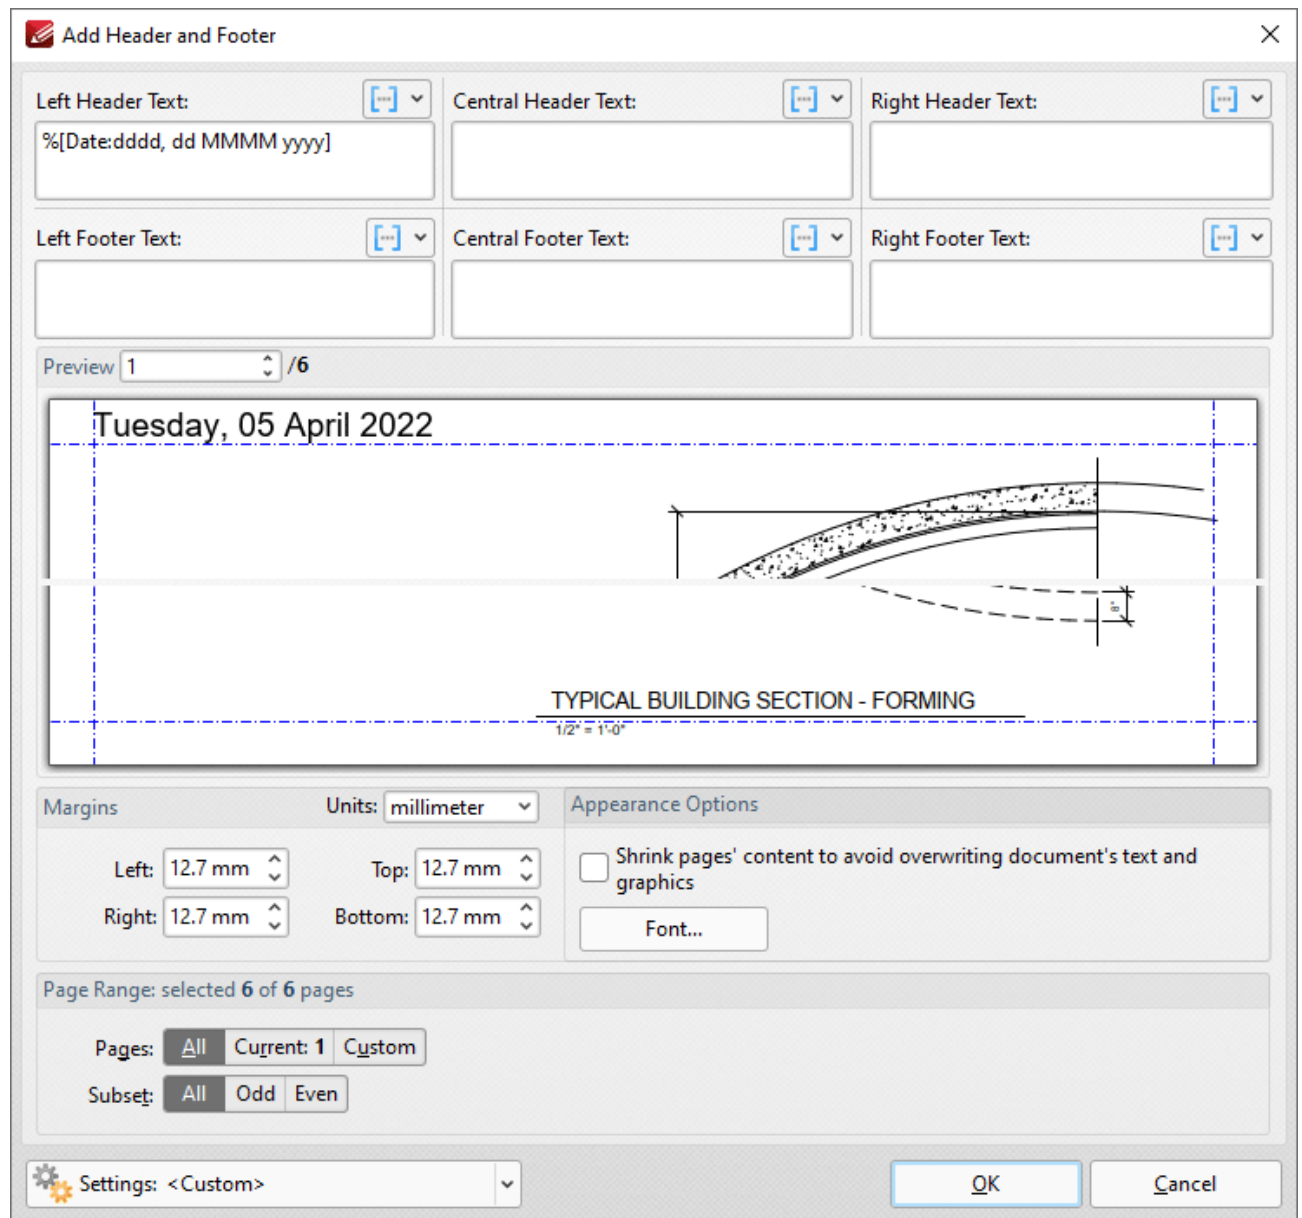 Add Header and Footer
Left Header Text:
Central Header Text:
Right Header Text:
%[Date:dddd, dd MMMM yyyy]
Left Footer Text:
Central Footer Text:
Right Footer Text:
Preview 1 /6
Tuesday, 05 April 2022
8"
TYPICAL BUILDING SECTION - FORMING
1/2" = 1'-0"
Margins
Units: millimeter
Left: 12.7 mm
Top: 12.7 mm
Right: 12.7 mm
Bottom: 12.7 mm
Appearance Options
Shrink pages' content to avoid overwriting document's text and
graphics
Font...
Page Range: selected 6 of 6 pages
Pages: All Current: 1 Custom
Subset: All Odd Even
Settings: <Custom>
OK
Cancel